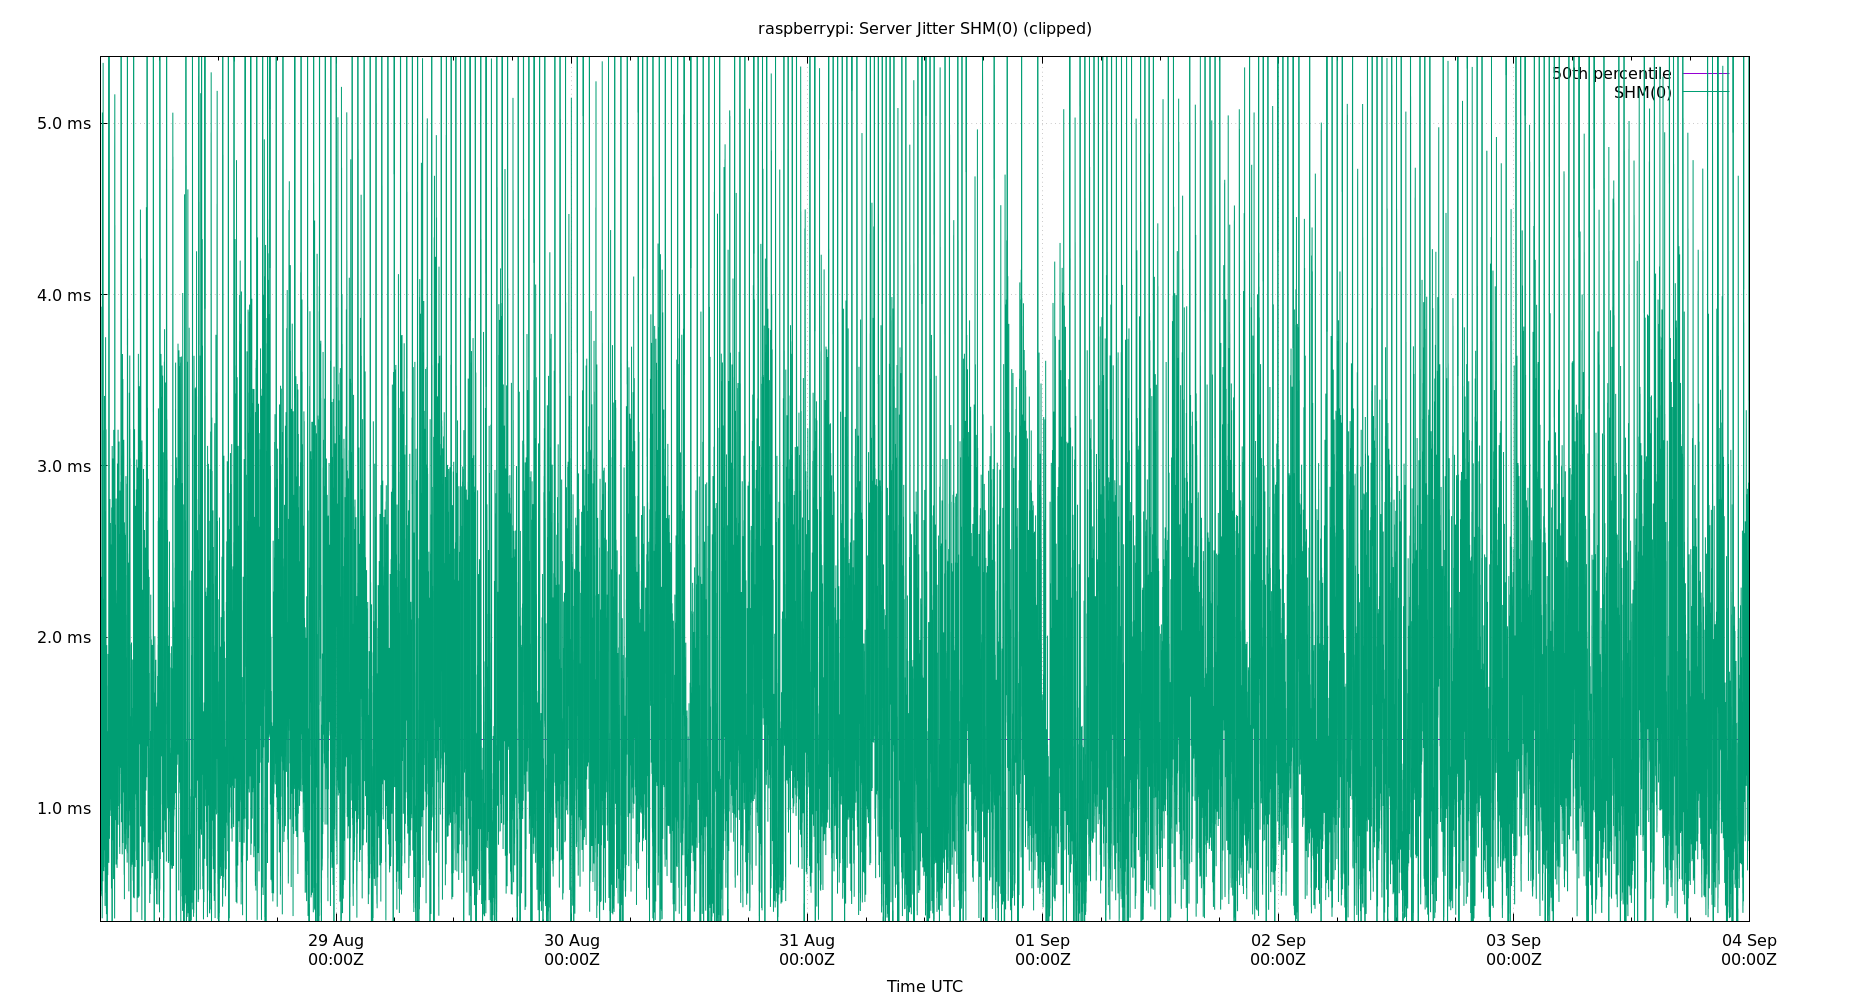 raspberrypi: Server Jitter SHM(0) (clipped)
50th percentile
SHM(0)
5.0 ms
4.0 ms
3.0 ms
2.0 ms
1.0 ms
29 Aug
00:00Z
30 Aug
00:00Z
31 Aug
00:00Z
01 Sep
00:00Z
02 Sep
00:00Z
03 Sep
00:00Z
04 Sep
00:00Z
Time UTC